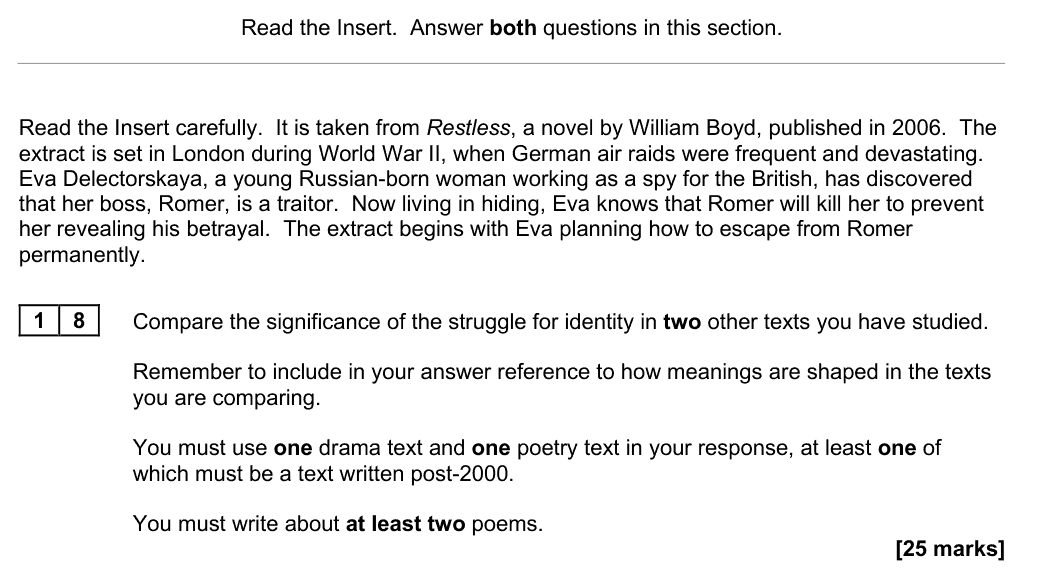 Read the Insert.  Answer both questions in this section.
Read the Insert carefully.  It is taken from Restless, a novel by William Boyd, published in 2006.  The
extract is set in London during World War II, when German air raids were frequent and devastating.
Eva Delectorskaya, a young Russian-born woman working as a spy for the British, has discovered
that her boss, Romer, is a traitor.  Now living in hiding, Eva knows that Romer will kill her to prevent
her revealing his betrayal.  The extract begins with Eva planning how to escape from Romer
permanently.
1 8 Compare the significance of the struggle for identity in two other texts you have studied.
Remember to include in your answer reference to how meanings are shaped in the texts
you are comparing.
You must use one drama text and one poetry text in your response, at least one of
which must be a text written post-2000.
You must write about at least two poems.
[25 marks]